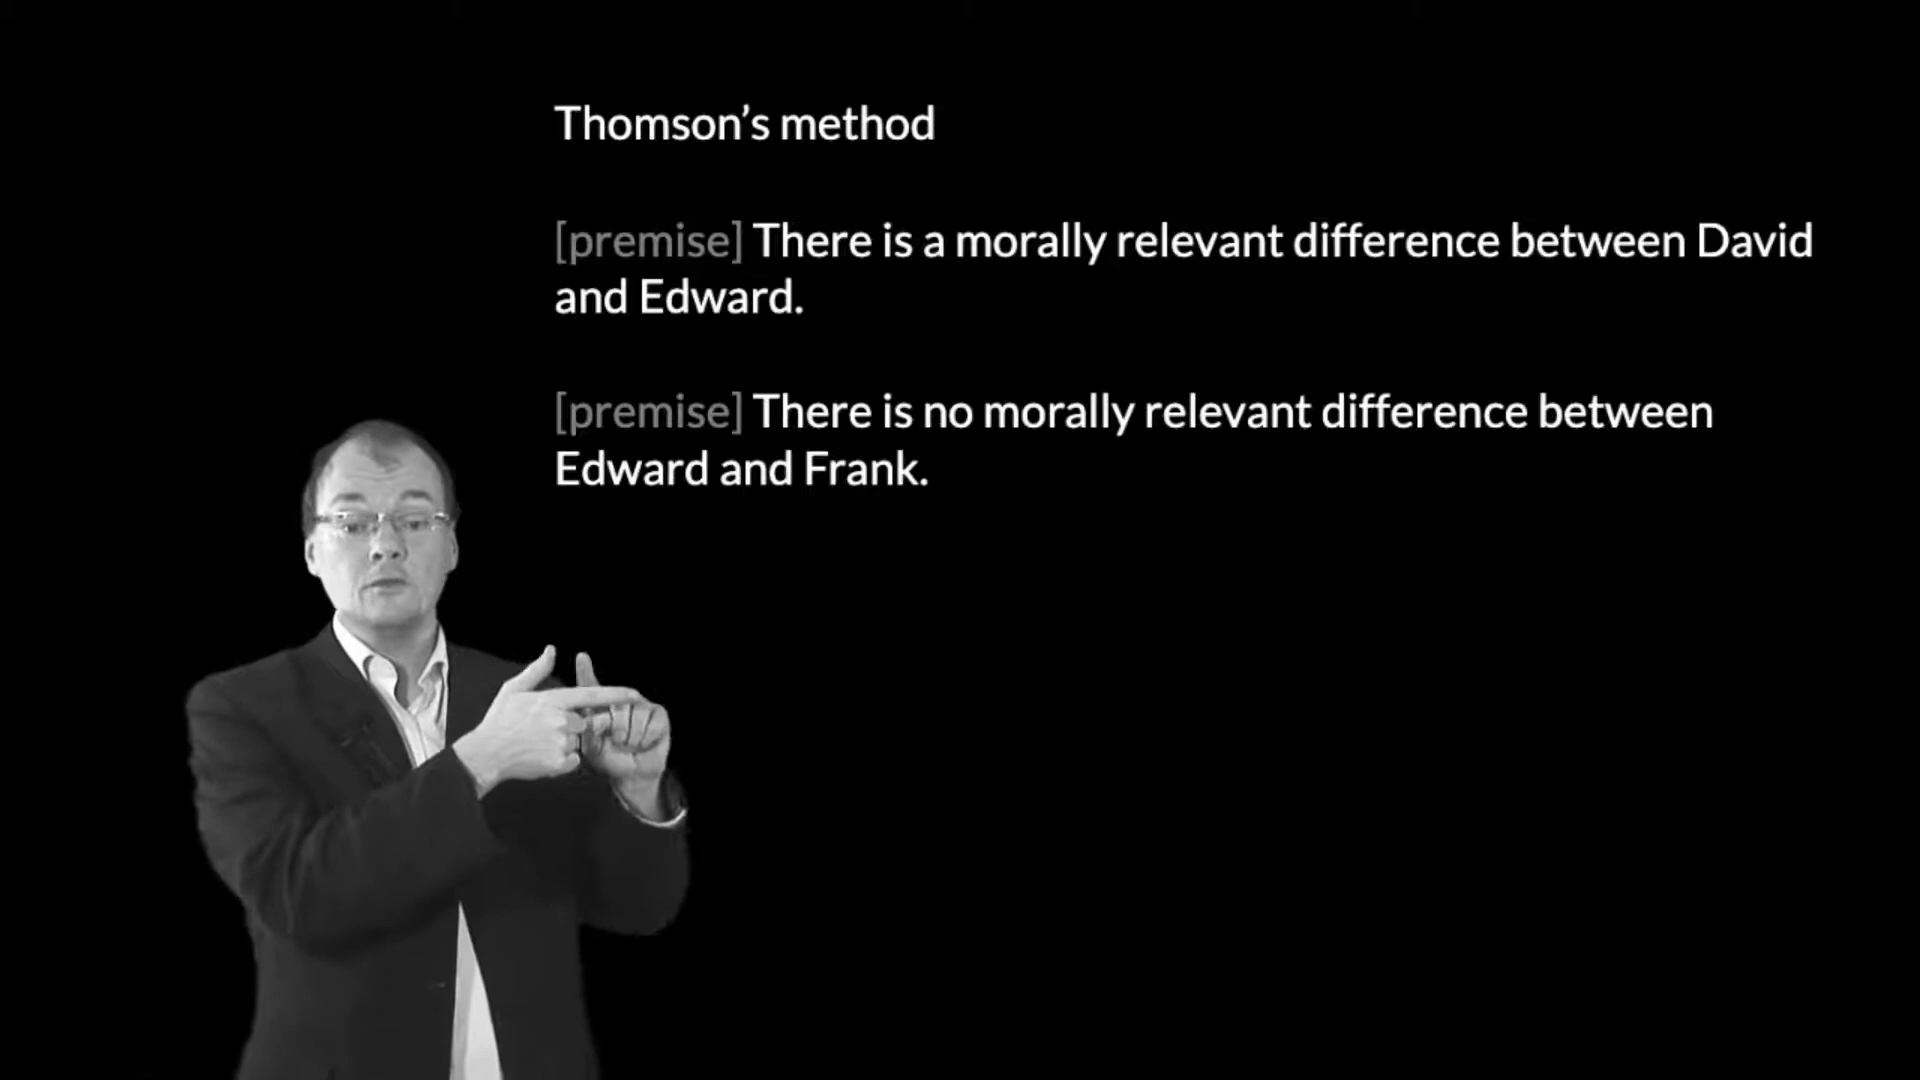 Thomson’s method
[premise] There is a morally relevant difference between David
and Edward.
[premise] There is no morally relevant difference between
Edward and Frank.